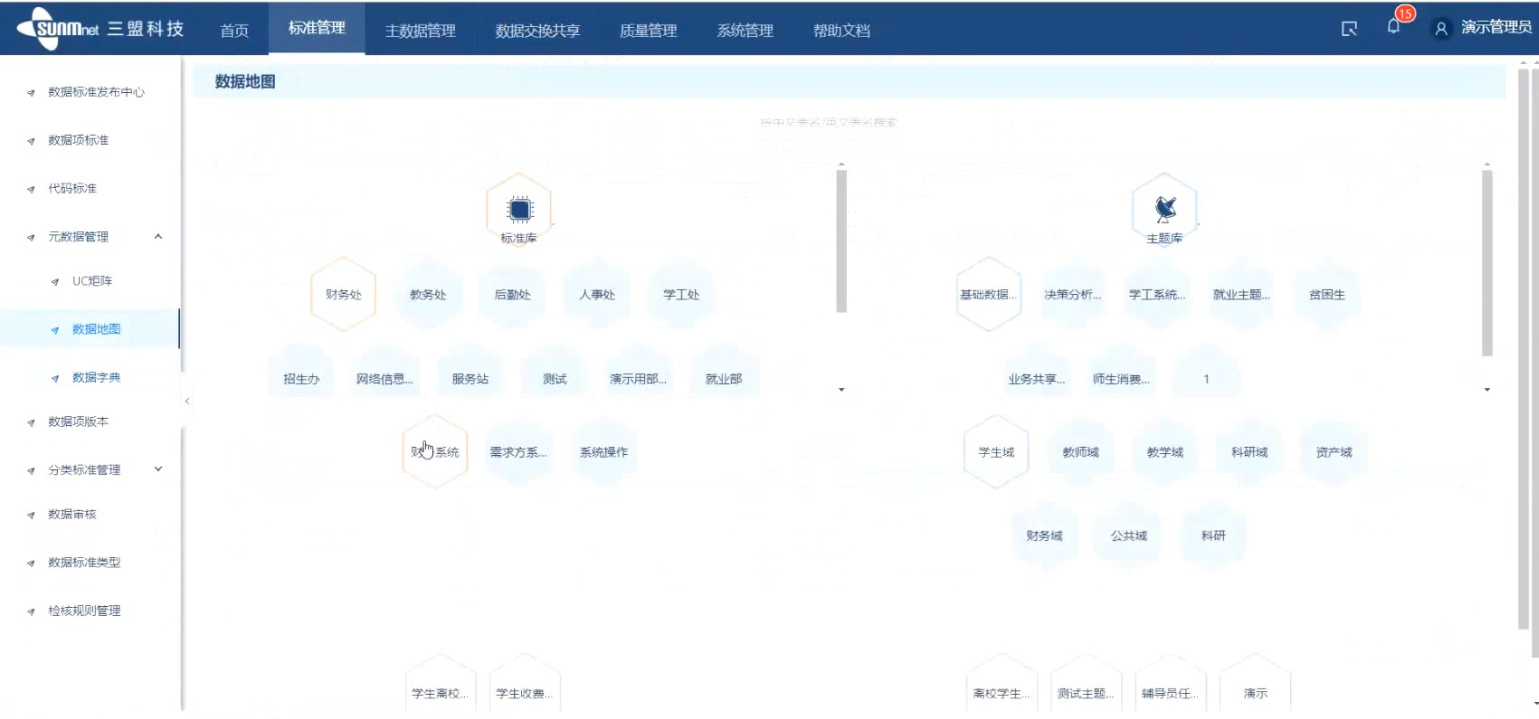 SUNMnet 三盟科技 首页 标准管理 主数据管理 数据交换共享 质量管理 系统管理 帮助文档 15 演示管理员
数据标准发布中心
数据项标准
代码标准
元数据管理
UC矩阵
数据地图
数据字典
数据项版本
分类标准管理
数据审核
数据标准类型
检核规则管理
数据地图
按中文表名/英文表名搜索
标准库
财务处 教务处 后勤处 人事处 学工处
招生办 网络信息... 服务站 测试 演示用部... 就业部
系统 需求方系... 系统操作
学生离校... 学生收费...
主题库
基础数据... 决策分析... 学工系统... 就业主题... 贫困生
业务共享... 师生消费... 1
学生域 教师域 教学域 科研域 资产域
财务域 公共域 科研
离校学生... 测试主题... 辅导员任... 演示